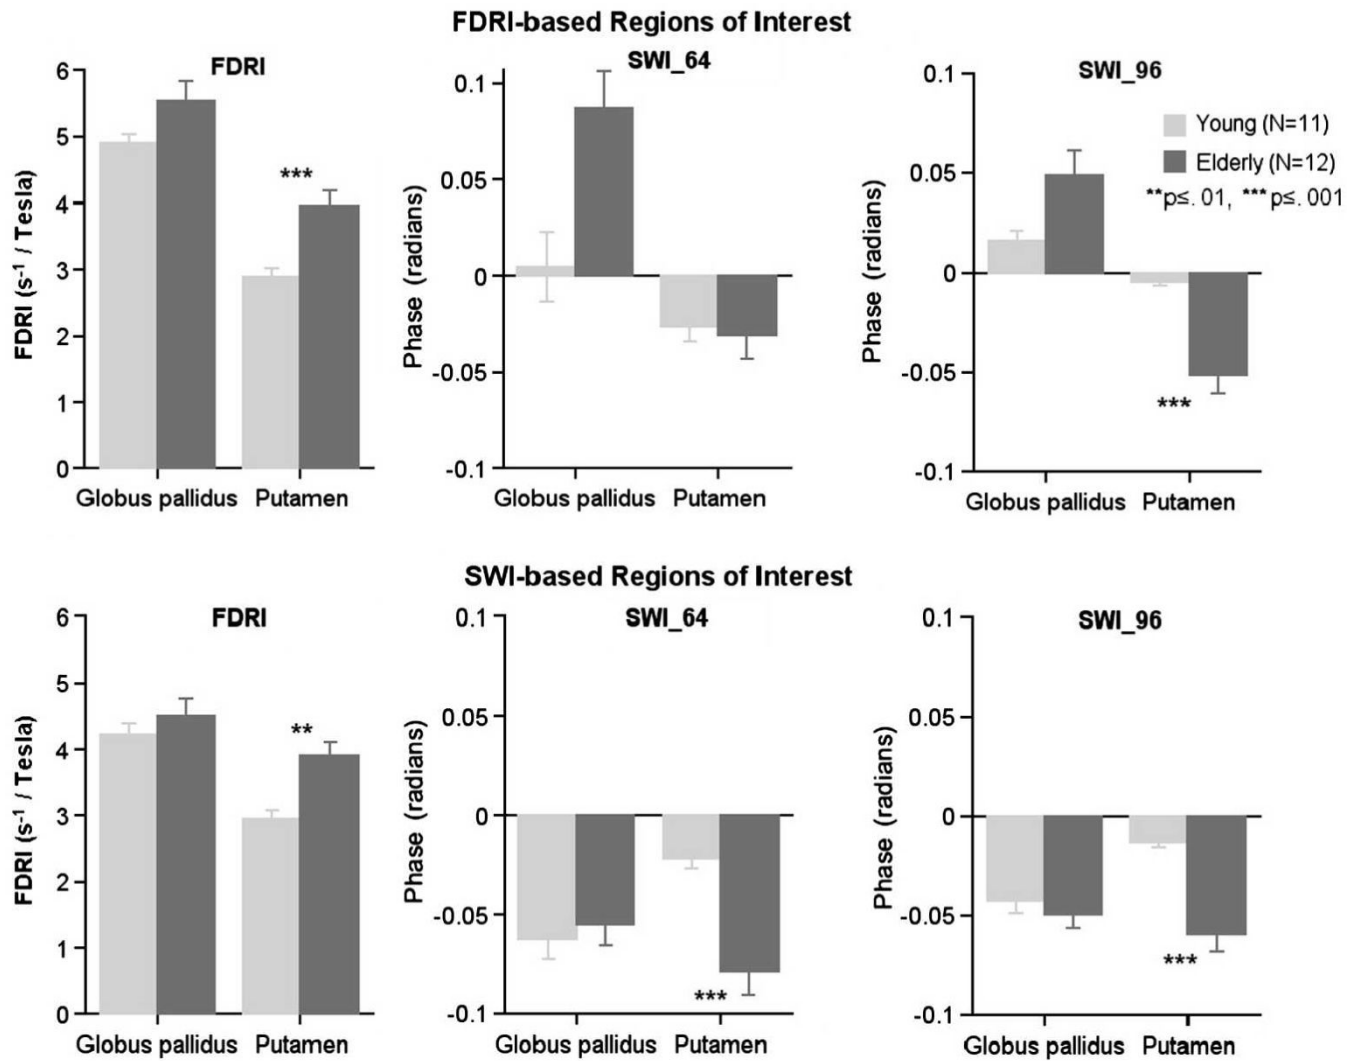 FDRI-based Regions of Interest
FDRI
SWI_64
SWI_96
6
5
4
3
2
1
0
FDRI (s⁻¹ / Tesla)
***
Globus pallidus Putamen
0.1
0.05
0
-0.05
-0.1
Phase (radians)
Globus pallidus Putamen
0.1
0.05
0
-0.05
-0.1
Phase (radians)
Young (N=11)
Elderly (N=12)
**p≤.01, ***p≤.001
***
Globus pallidus Putamen
SWI-based Regions of Interest
FDRI
SWI_64
SWI_96
6
5
4
3
2
1
0
FDRI (s⁻¹ / Tesla)
**
Globus pallidus Putamen
0.1
0.05
0
-0.05
-0.1
Phase (radians)
***
Globus pallidus Putamen
0.1
0.05
0
-0.05
-0.1
Phase (radians)
***
Globus pallidus Putamen